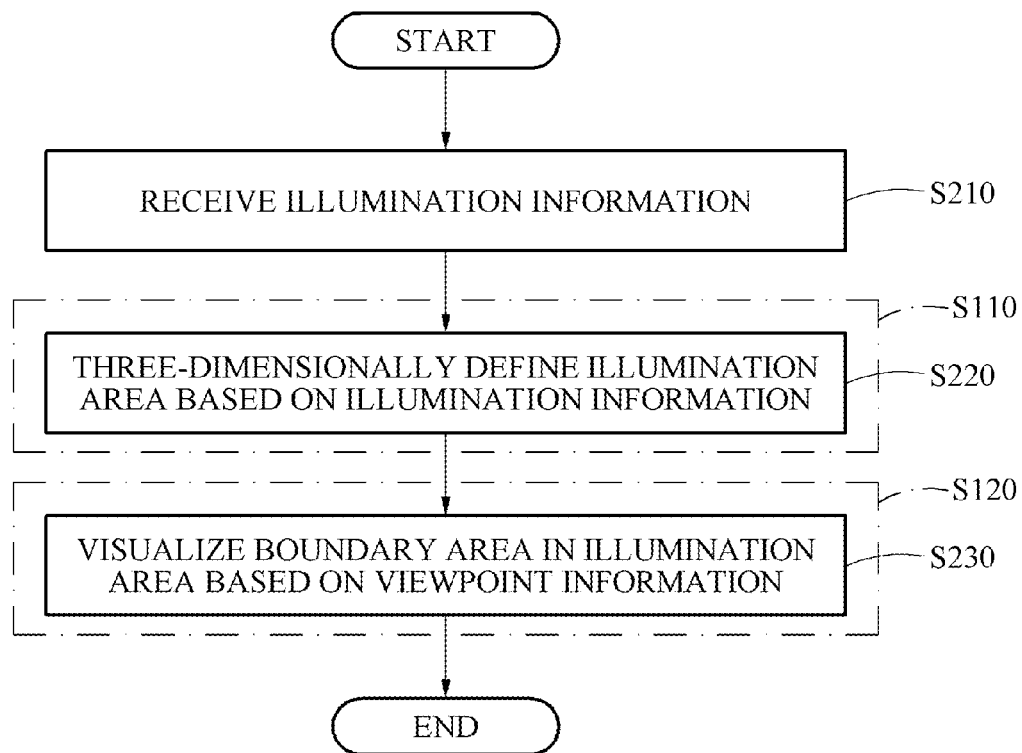 START
RECEIVE ILLUMINATION INFORMATION
S210
S110
THREE-DIMENSIONALLY DEFINE ILLUMINATION
AREA BASED ON ILLUMINATION INFORMATION
S220
S120
VISUALIZE BOUNDARY AREA IN ILLUMINATION
AREA BASED ON VIEWPOINT INFORMATION
S230
END